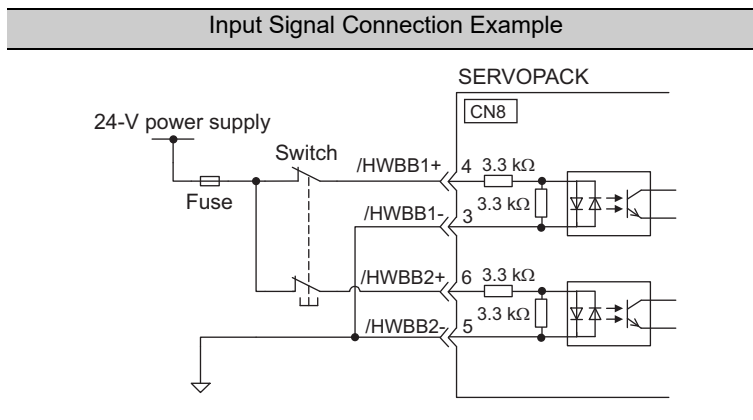 Input Signal Connection Example
SERVOPACK
CN8
24-V power supply
Switch
Fuse
/HWBB1+ 4 3.3 kΩ
3.3 kΩ
/HWBB1- 3
/HWBB2+ 6 3.3 kΩ
3.3 kΩ
/HWBB2- 5